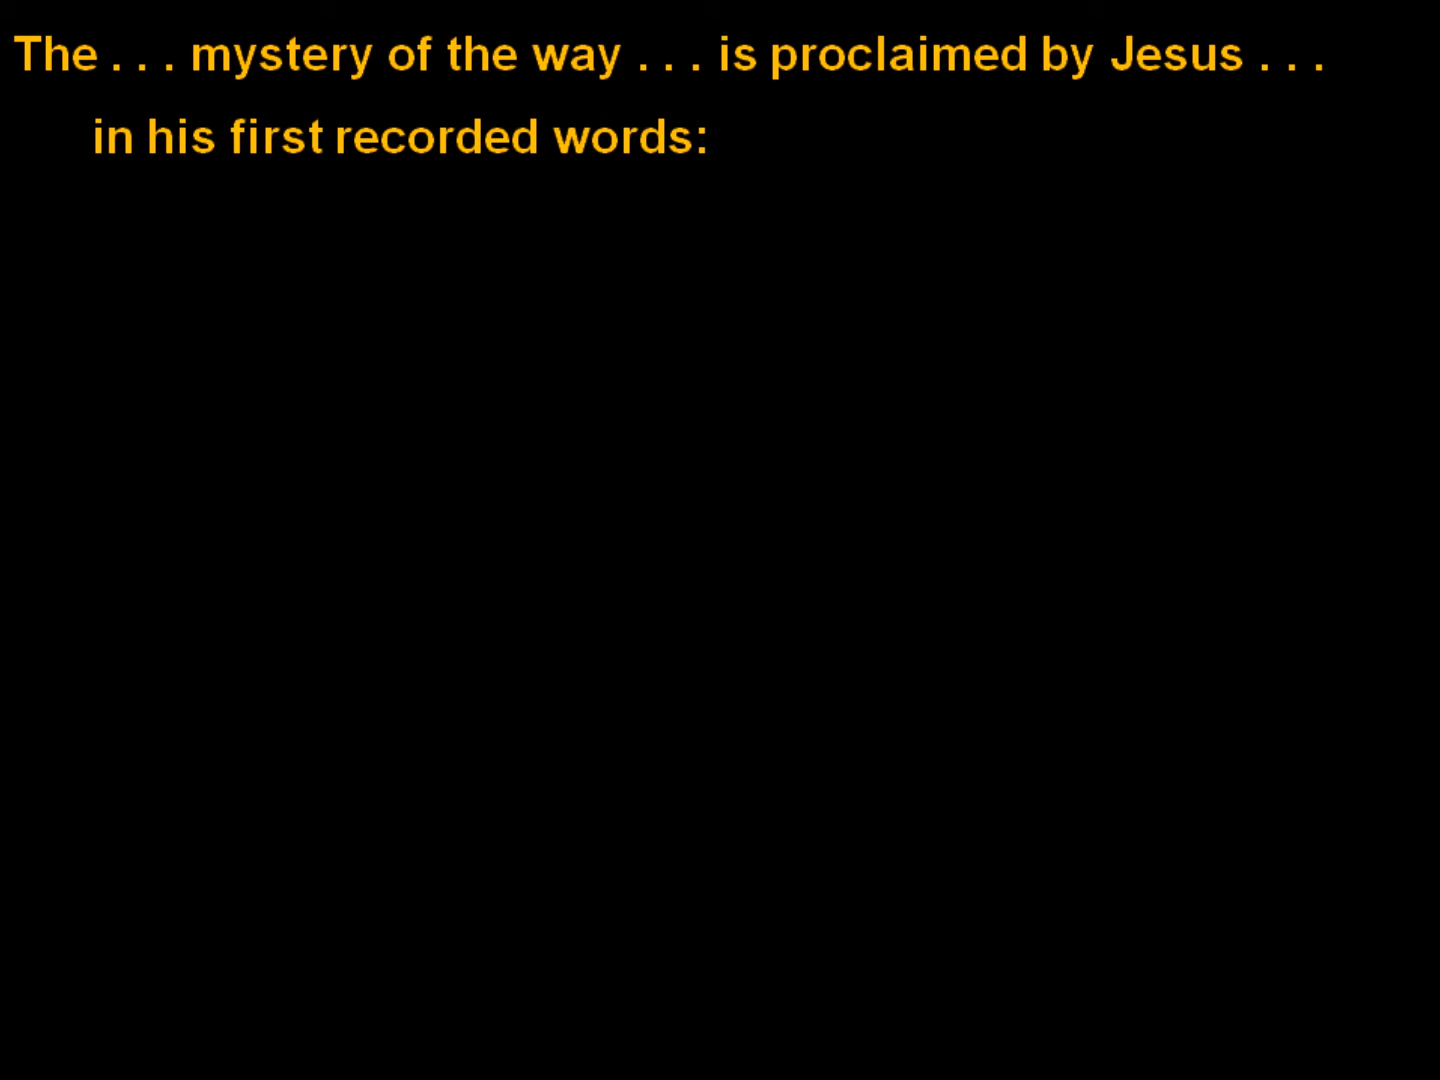 The . . . mystery of the way . . . is proclaimed by Jesus . . .
in his first recorded words: